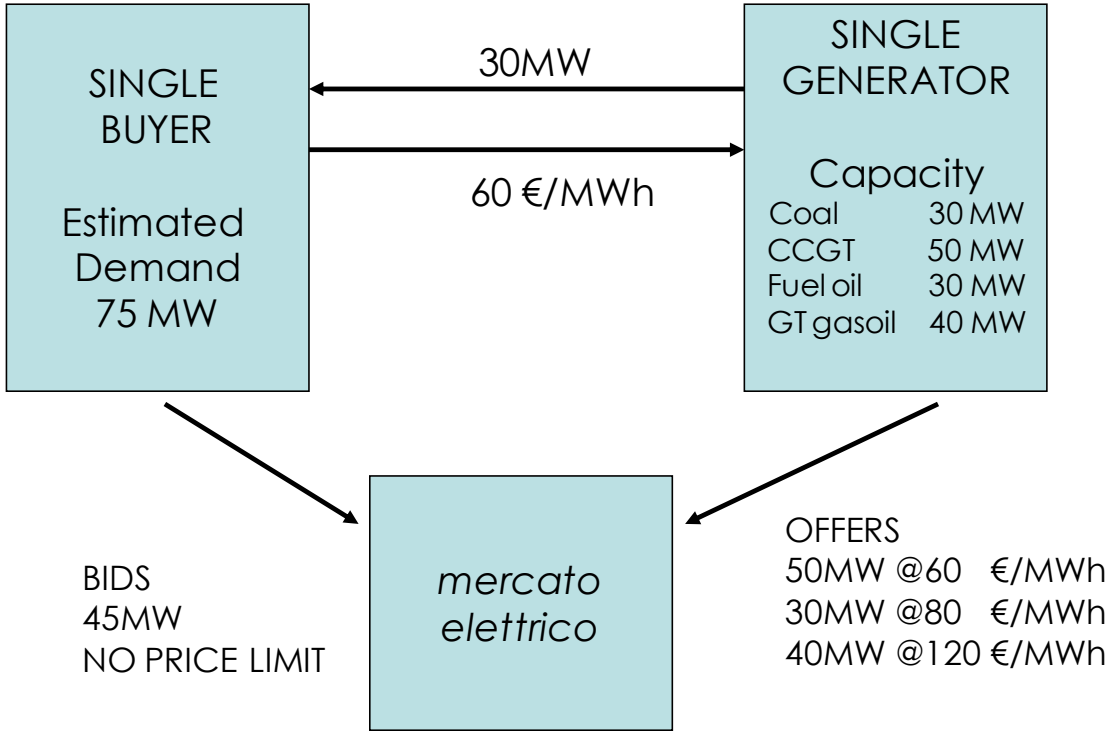 SINGLE
BUYER
Estimated
Demand
75 MW
30MW
60 €/MWh
SINGLE
GENERATOR
Capacity
Coal 30 MW
CCGT 50 MW
Fuel oil 30 MW
GT gasoil 40 MW
BIDS
45MW
NO PRICE LIMIT
mercato
elettrico
OFFERS
50MW @60 €/MWh
30MW @80 €/MWh
40MW @120 €/MWh